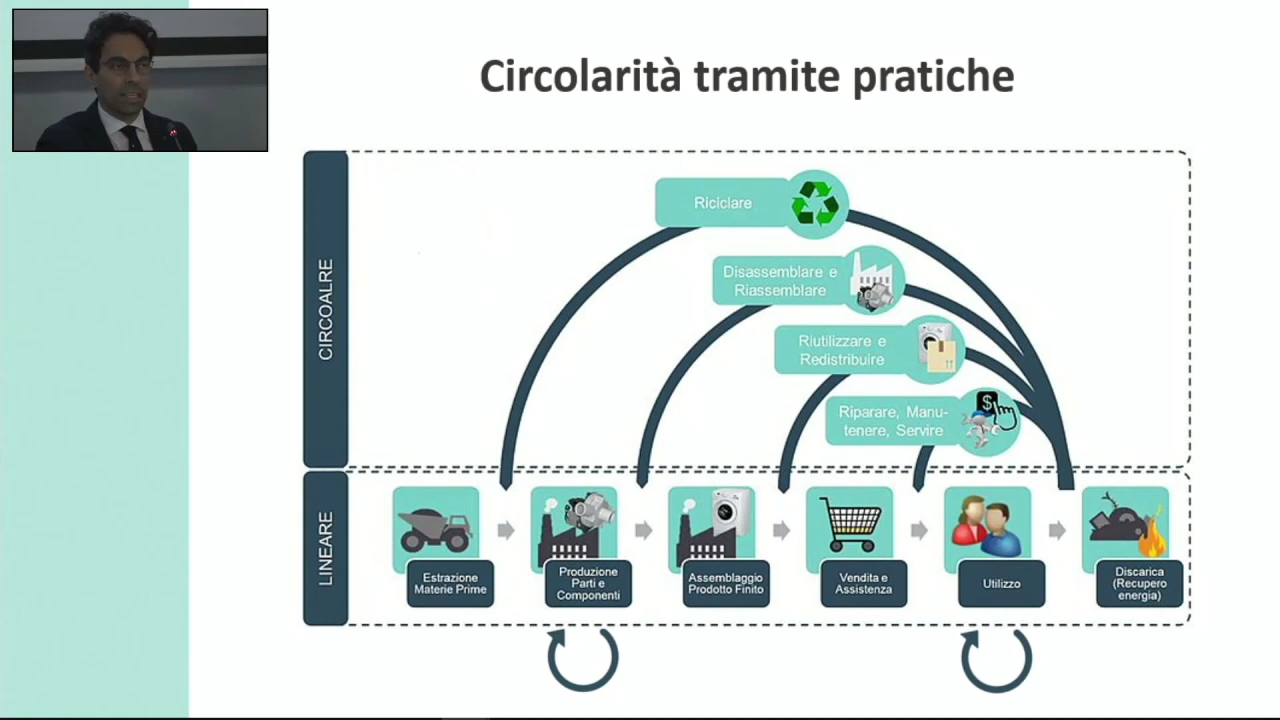 Circolarità tramite pratiche
CIRCOALRE
Riciclare
Disassemblare e
Riassemblare
Riutilizzare e
Redistribuire
Riparare, Manu-
tenere, Servire
$
LINEARE
Estrazione
Materie Prime
Produzione
Parti e
Componenti
Assemblaggio
Prodotto Finito
Vendita e
Assistenza
Utilizzo
Discarica
(Recupero
energia)